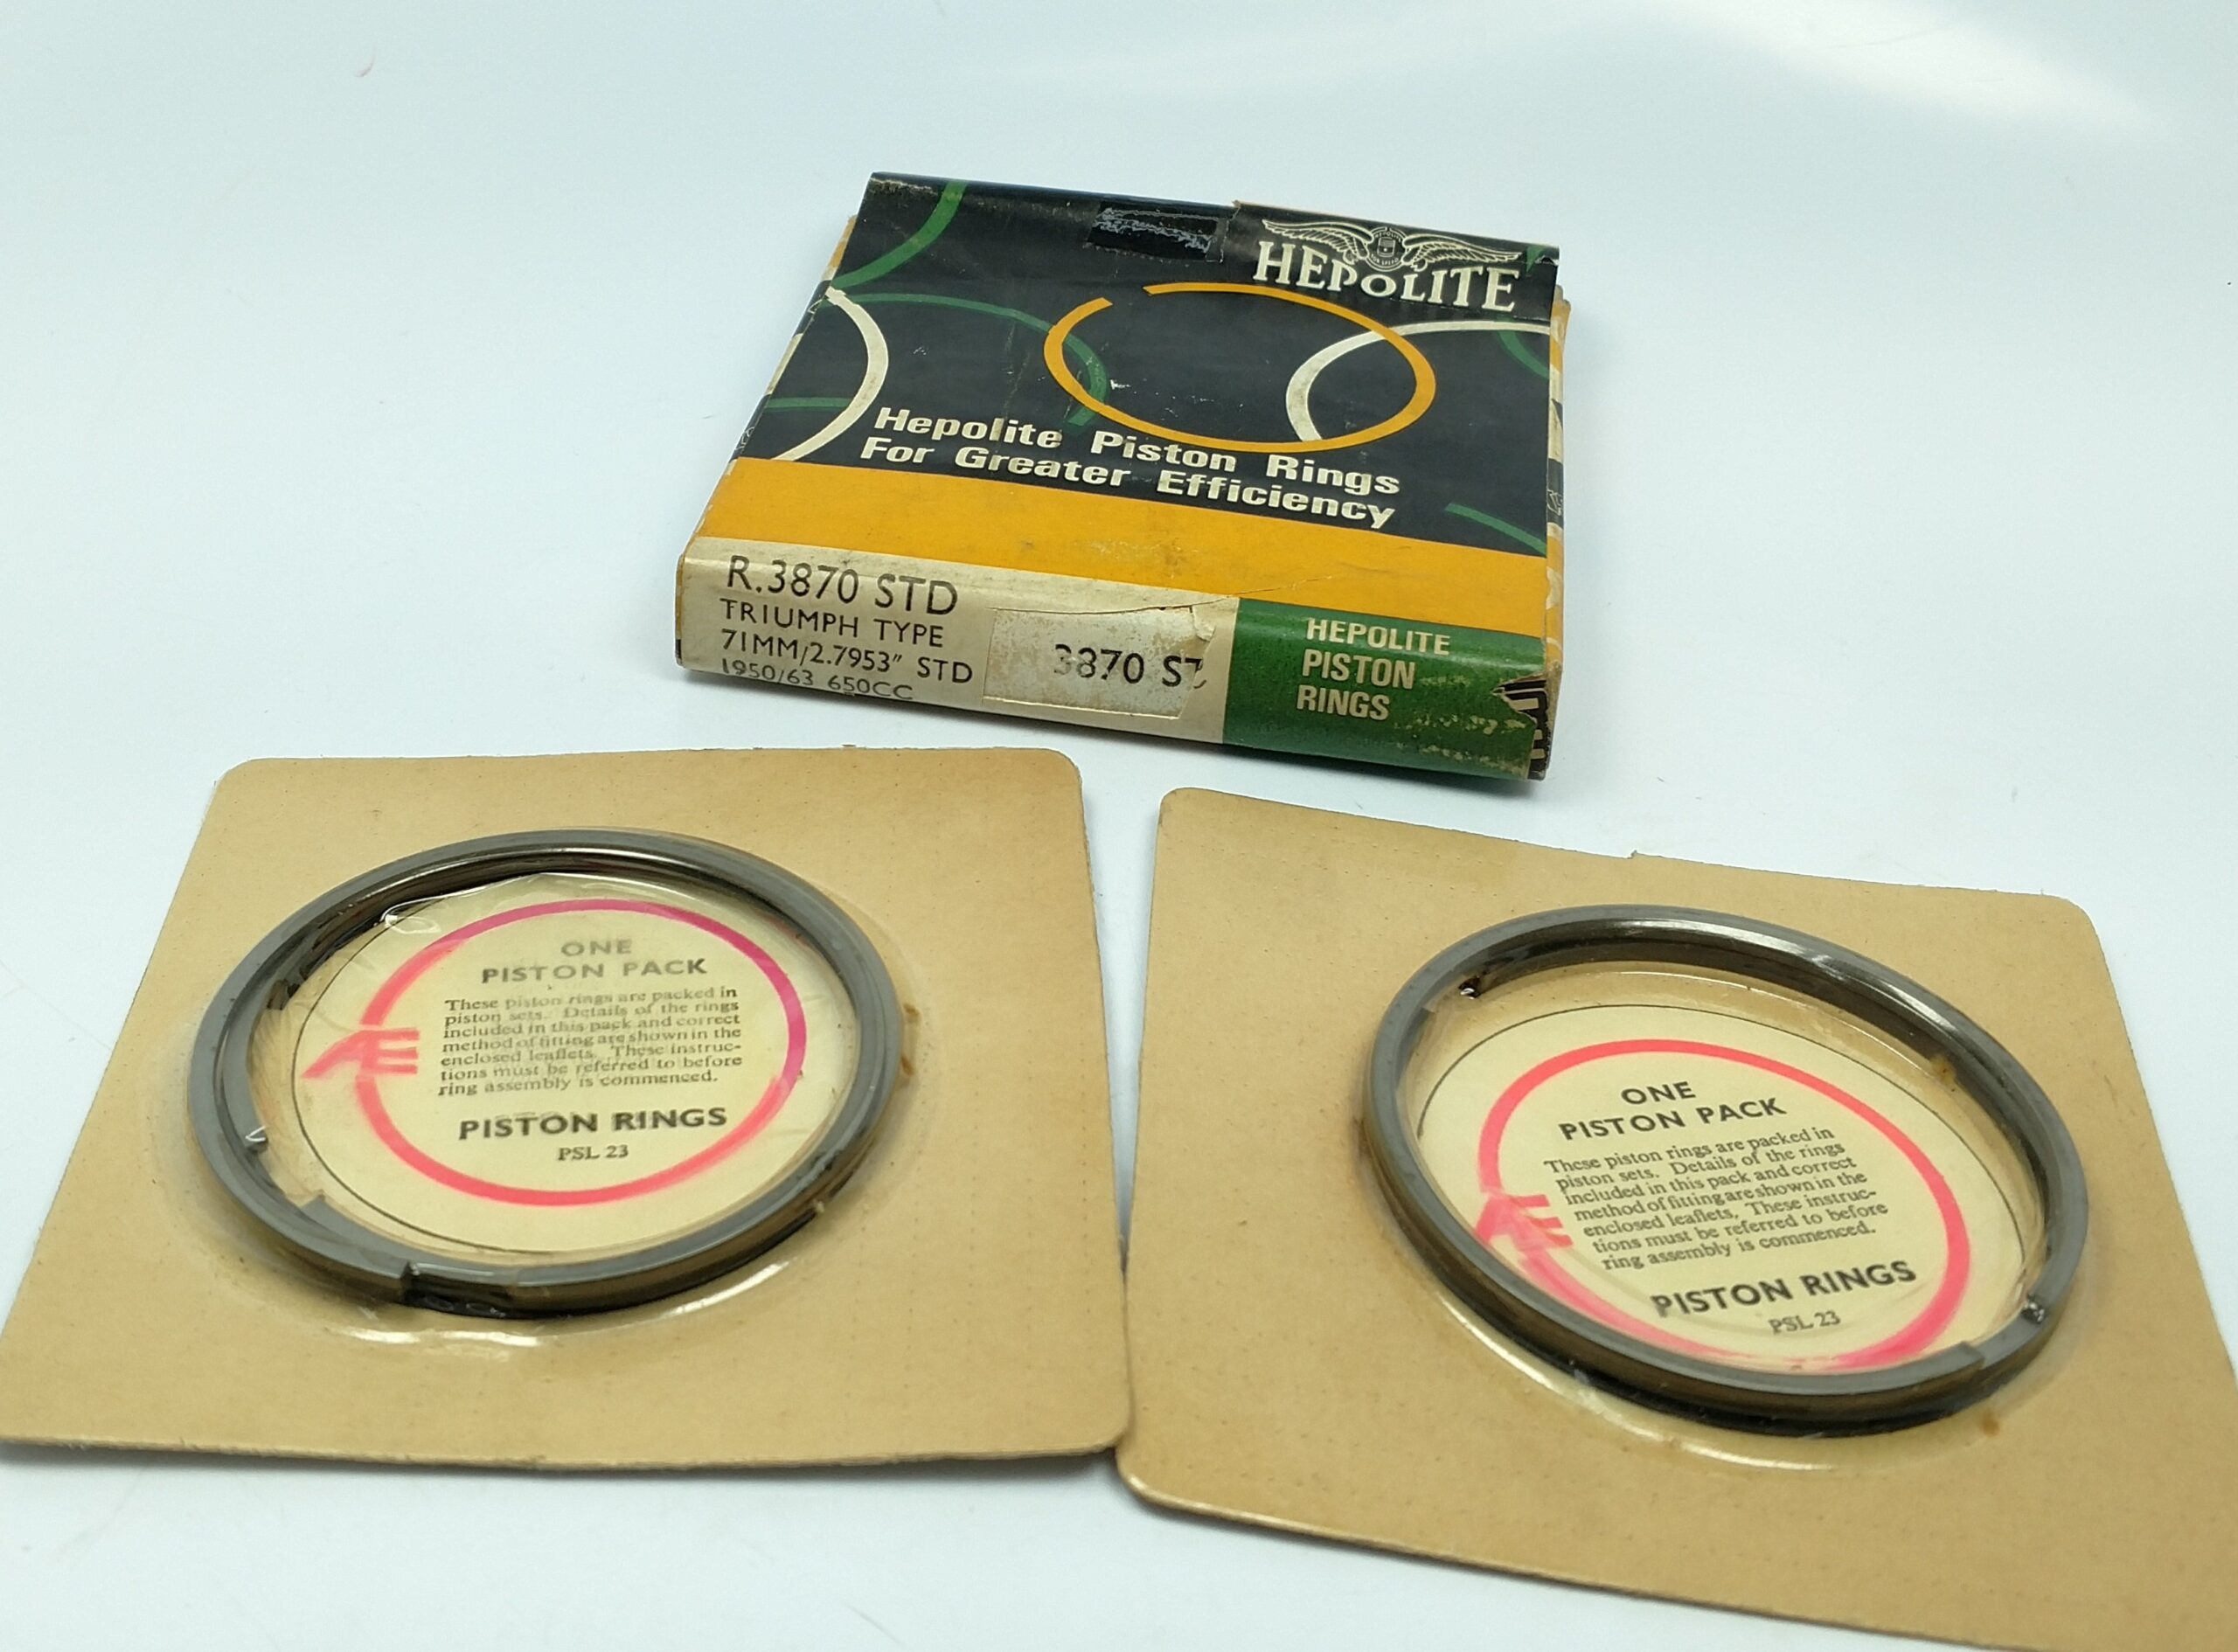 HEPOLITE
Hepolite Piston Rings
For Greater Efficiency
R.3870 STD
TRIUMPH TYPE
71MM/2.7953" STD
1950/63 650CC
3870 ST
HEPOLITE
PISTON
RINGS
ONE
PISTON PACK
These piston rings are packed in
piston sets. Details of the rings
included in this pack and correct
method of fitting are shown in the
enclosed leaflets. These instruc-
tions must be referred to before
ring assembly is commenced.
AE
PISTON RINGS
PSL 23
ONE
PISTON PACK
These piston rings are packed in
piston sets. Details of the rings
included in this pack and correct
method of fitting are shown in the
enclosed leaflets. These instruc-
tions must be referred to before
ring assembly is commenced.
AE
PISTON RINGS
PSL 23